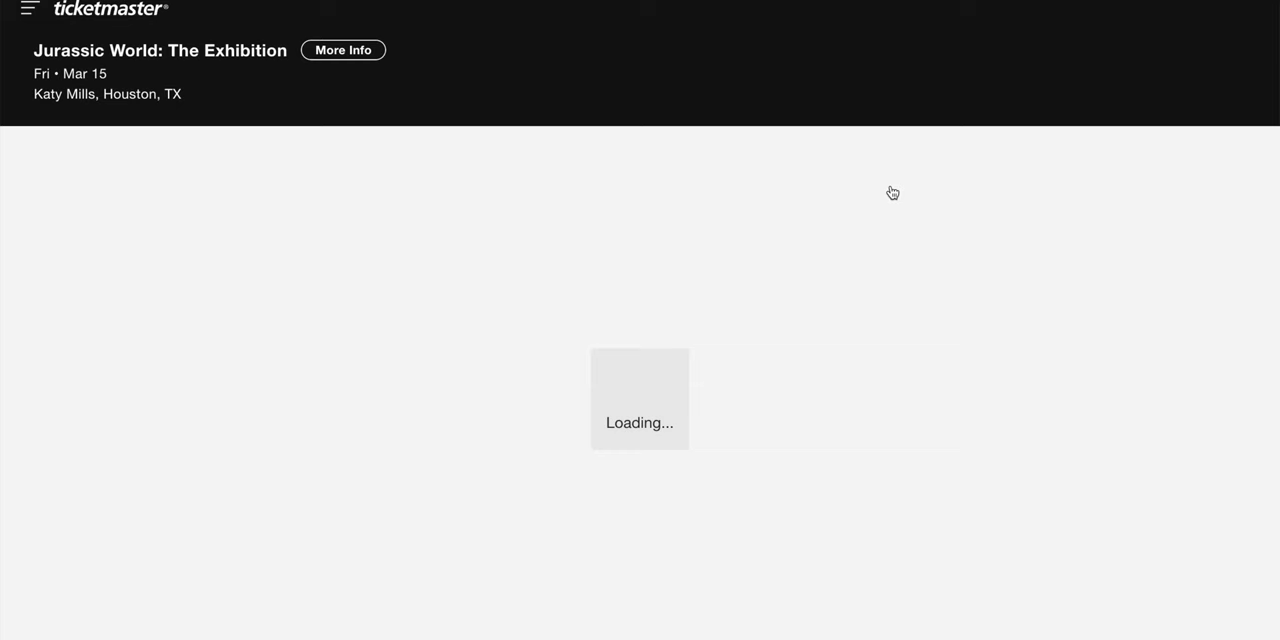 ticketmaster®
Jurassic World: The Exhibition
More Info
Fri • Mar 15
Katy Mills, Houston, TX
Loading...